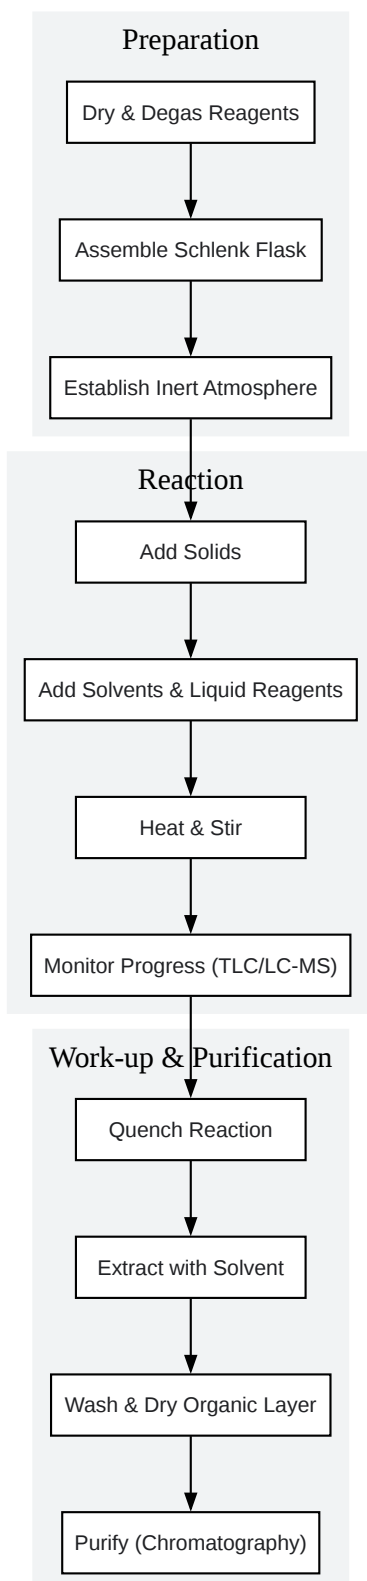 Preparation
Dry & Degas Reagents
Assemble Schlenk Flask
Establish Inert Atmosphere
Reaction
Add Solids
Add Solvents & Liquid Reagents
Heat & Stir
Monitor Progress (TLC/LC-MS)
Work-up & Purification
Quench Reaction
Extract with Solvent
Wash & Dry Organic Layer
Purify (Chromatography)